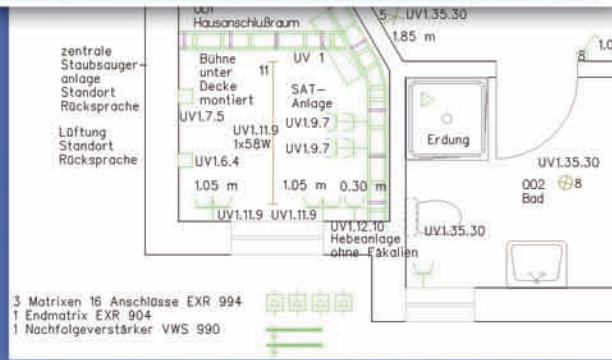 001
Hausanschlußraum
5 UV1.35.30
1.85 m
zentrale
Staubsauger-
anlage
Standort
Rücksprache
Lüftung
Standort
Rücksprache
Bühne
unter
Decke
montiert
11
UV 1
SAT-
Anlage
UV1.7.5
UV1.11.9
1x58W
UV1.9.7
UV1.9.7
UV1.6.4
1.05 m
1.05 m
0.30 m
UV1.11.9
UV1.11.9
UV1.12.10
Hebeanlage
ohne Fäkalien
8
Erdung
UV1.35.30
002
Bad
8
UV1.35.30
3 Matrixen 16 Anschlüsse EXR 994
1 Endmatrix EXR 904
1 Nachfolgeverstärker VWS 990